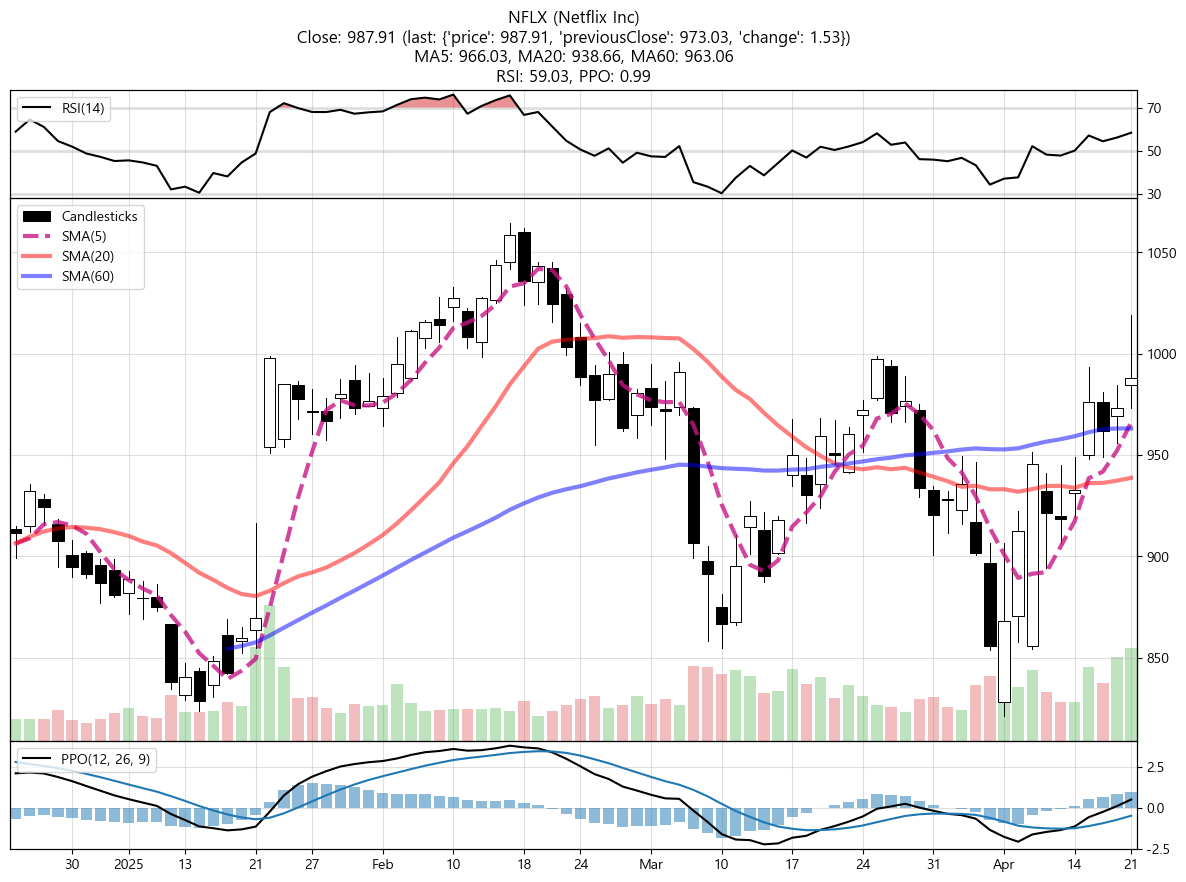 NFLX (Netflix Inc)
Close: 987.91 (last: {'price': 987.91, 'previousClose': 973.03, 'change': 1.53})
MA5: 966.03, MA20: 938.66, MA60: 963.06
RSI: 59.03, PPO: 0.99
RSI(14)
70
50
30
Candlesticks
SMA(5)
SMA(20)
SMA(60)
1050
1000
950
900
850
PPO(12, 26, 9)
2.5
0.0
-2.5
30 2025 13 21 27 Feb 10 18 24 Mar 10 17 24 31 Apr 14 21